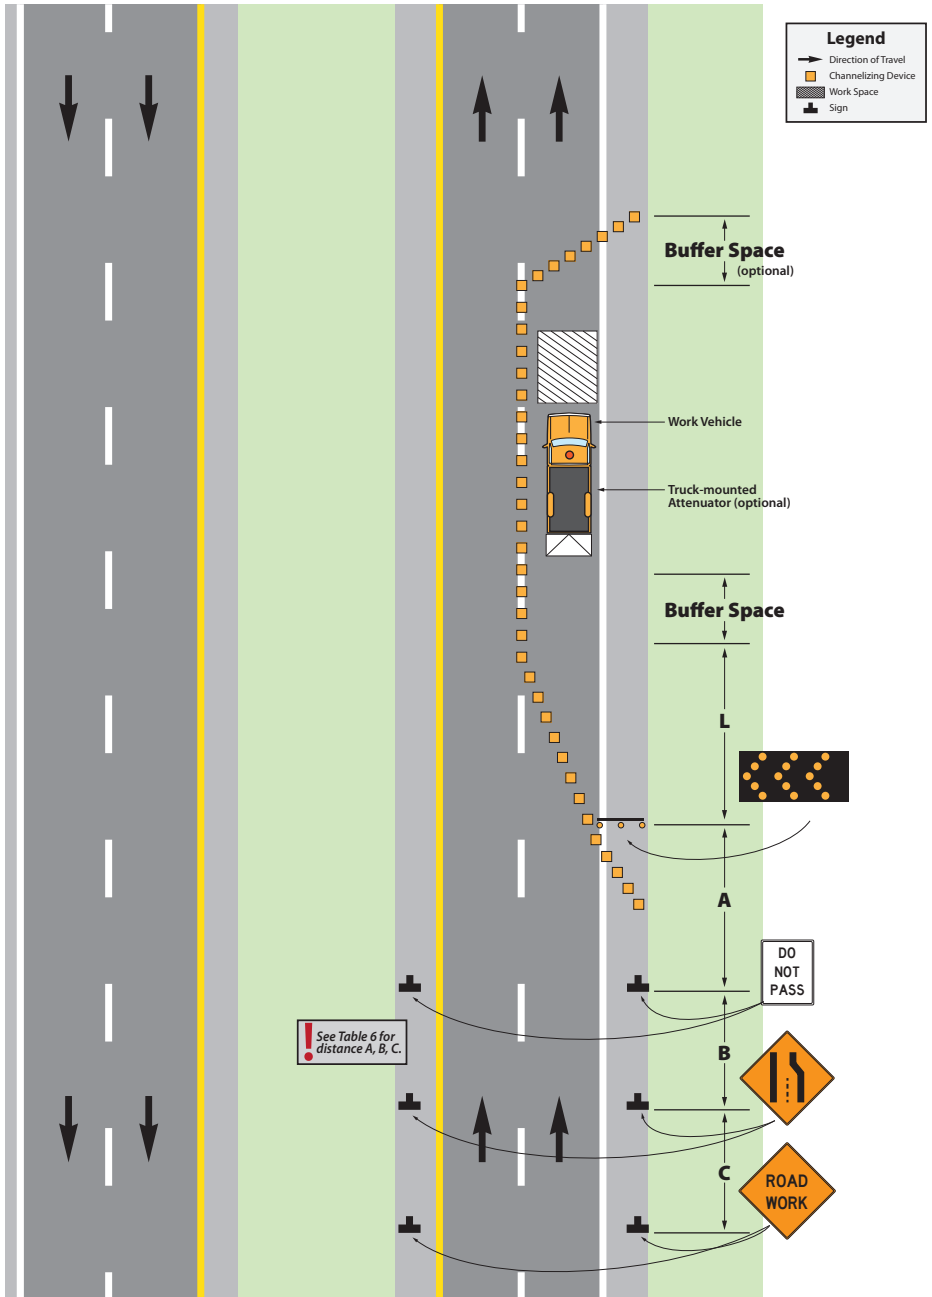 Legend
Direction of Travel
Channelizing Device
Work Space
Sign
Buffer Space
(optional)
Work Vehicle
Truck-mounted
Attenuator (optional)
Buffer Space
L
A
DO
NOT
PASS
! See Table 6 for
distance A, B, C.
B
C
ROAD
WORK